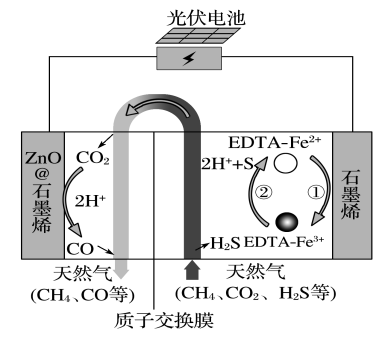 光伏电池
ZnO
@
石墨烯
CO₂
2H⁺
CO
EDTA-Fe²⁺
2H⁺+S
②
①
H₂S
EDTA-Fe³⁺
石墨烯
天然气
(CH₄、CO等)
天然气
(CH₄、CO₂、H₂S等)
质子交换膜